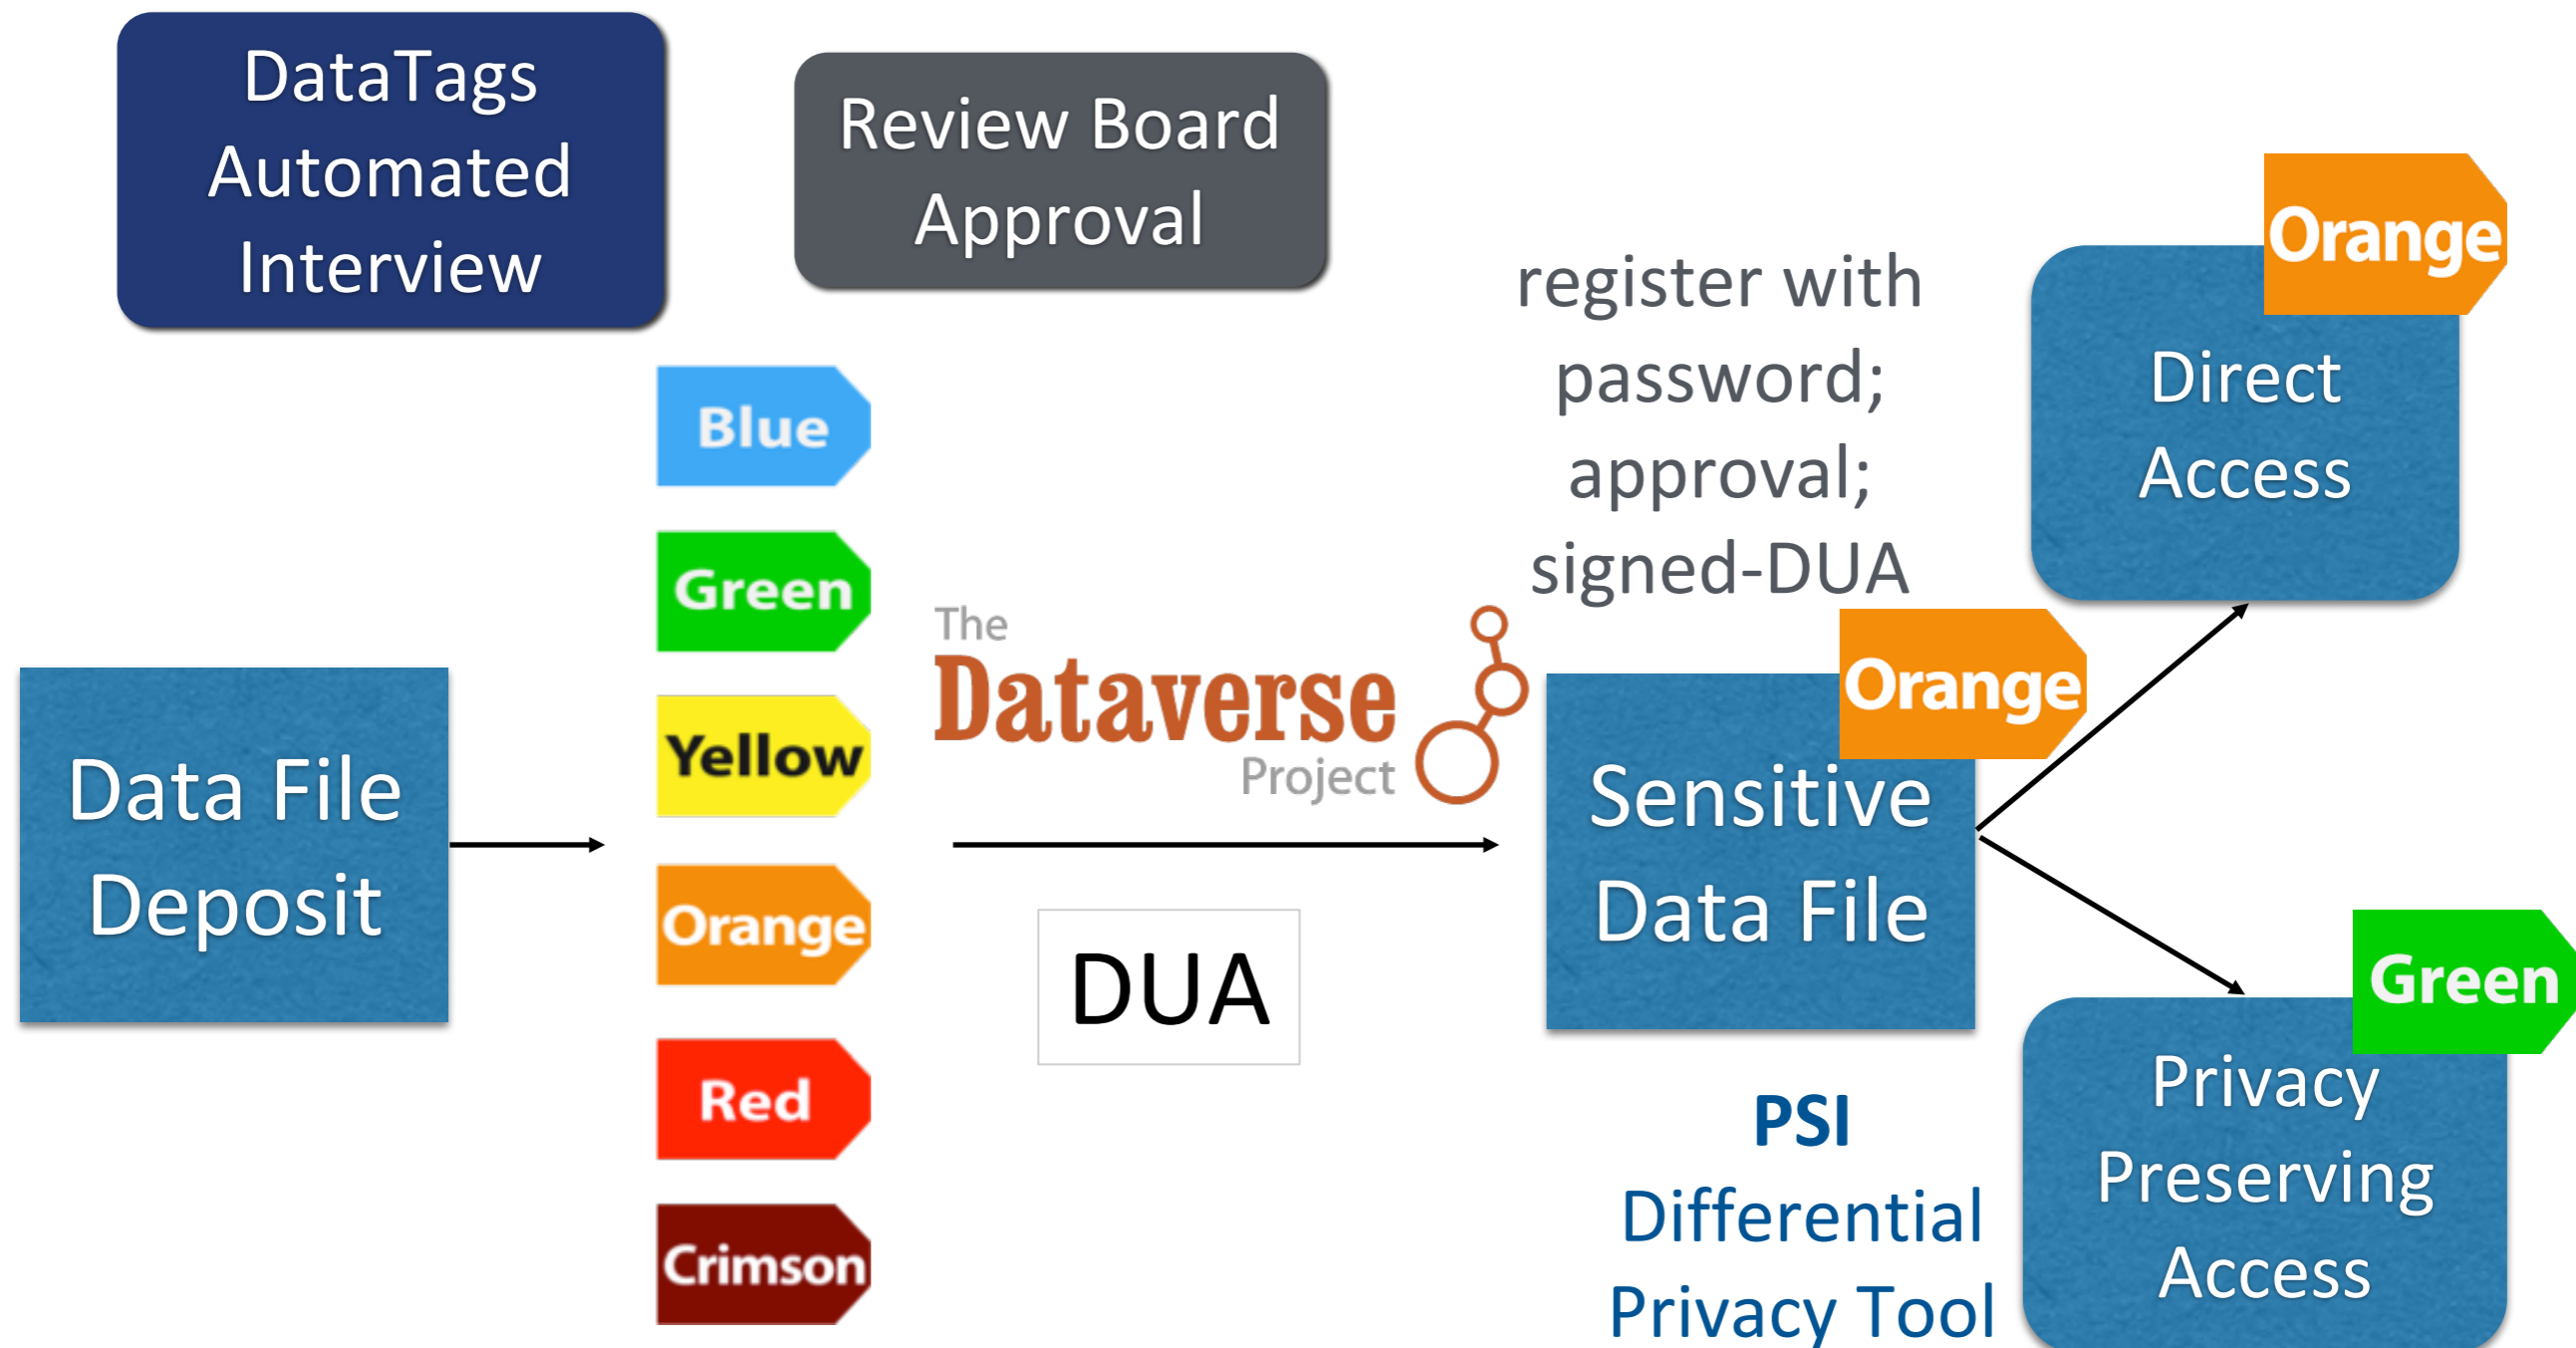 DataTags
Automated
Interview
Review Board
Approval
Data File
Deposit
Blue
Green
Yellow
Orange
Red
Crimson
The
Dataverse
Project
DUA
register with
password;
approval;
signed-DUA
Orange
Sensitive
Data File
PSI
Differential
Privacy Tool
Orange
Direct
Access
Green
Privacy
Preserving
Access